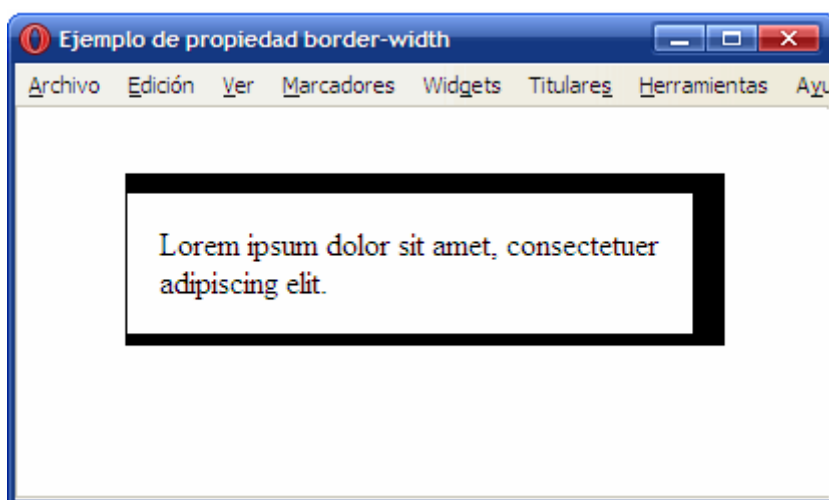 Ejemplo de propiedad border-width
Archivo Edición Ver Marcadores Widgets Titulares Herramientas Ayu
Lorem ipsum dolor sit amet, consectetuer
adipiscing elit.